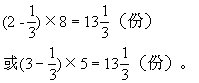 (2 - 1/3) × 8 = 13 1/3 (份)
或(3 - 1/3) × 5 = 13 1/3 (份)。